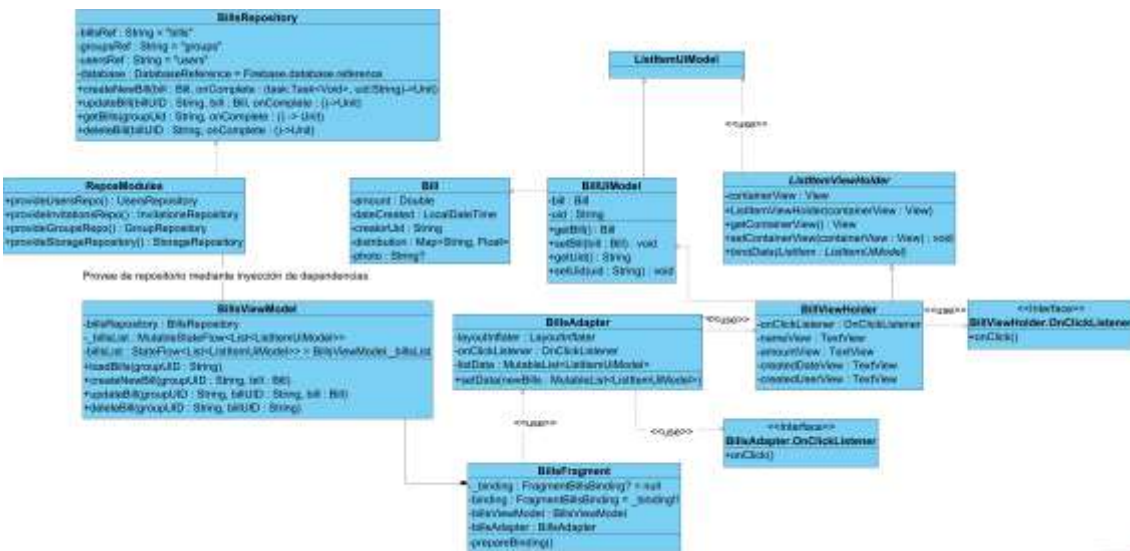 BillsRepository
-billsRef : String = "bills"
-groupsRef : String = "groups"
-usersRef : String = "users"
-database : DatabaseReference = Firebase.database.reference
+createNewBill(bill : Bill, onComplete : (task:Task<Void>, uid:String)->Unit)
+updateBill(billUID : String, bill : Bill, onComplete : ()->Unit)
+getBills(groupUid : String, onComplete : () -> Unit)
+deleteBill(billUID : String, onComplete : ()->Unit)
ListItemUiModel
<<use>>
ReposModules
+provideUsersRepo() : UsersRepository
+provideInvitationsRepo() : InvitationsRepository
+provideGroupsRepo() : GroupRepository
+provideStorageRepository() : StorageRepository
Bill
-amount : Double
-dateCreated : LocalDateTime
-creatorUid : String
-distribution : Map<String, Float>
-photo : String?
BillUiModel
-bill : Bill
-uid : String
+getBill() : Bill
+setBill(bill : Bill) : void
+getUid() : String
+setUid(uid : String) : void
ListItemViewHolder
-containerView : View
+ListItemViewHolder(containerView : View)
+getContainerView() : View
+setContainerView(containerView : View) : void
+bindData(listItem : ListItemUiModel)
Provee de repositorio mediante inyección de dependencias
BillsViewModel
-billsRepository : BillsRepository
-_billsList : MutableStateFlow<List<ListItemUiModel>>
-billsList : StateFlow<List<ListItemUiModel>> = BillsViewModel._billsList
+loadBills(groupUID : String)
+createNewBill(groupUID : String, bill : Bill)
+updateBill(groupUID : String, billUID : String, bill : Bill)
+deleteBill(groupUID : String, billUID : String)
BillsAdapter
-layoutInflater : LayoutInflater
-onClickListener : OnClickListener
-listData : MutableList<ListItemUiModel>
+setData(newBills : MutableList<ListItemUiModel>)
<<use>>
BillViewHolder
-onClickListener : OnClickListener
-nameView : TextView
-amountView : TextView
-createdDateView : TextView
-createdUserView : TextView
<<use>>
<<Interface>>
BillViewHolder.OnClickListener
+onClick()
<<use>>
<<use>>
<<Interface>>
BillsAdapter.OnClickListener
+onClick()
BillsFragment
-_binding : FragmentBillsBinding? = null
-binding : FragmentBillsBinding = _binding!!
-billsViewModel : BillsViewModel
-billsAdapter : BillsAdapter
-prepareBinding()